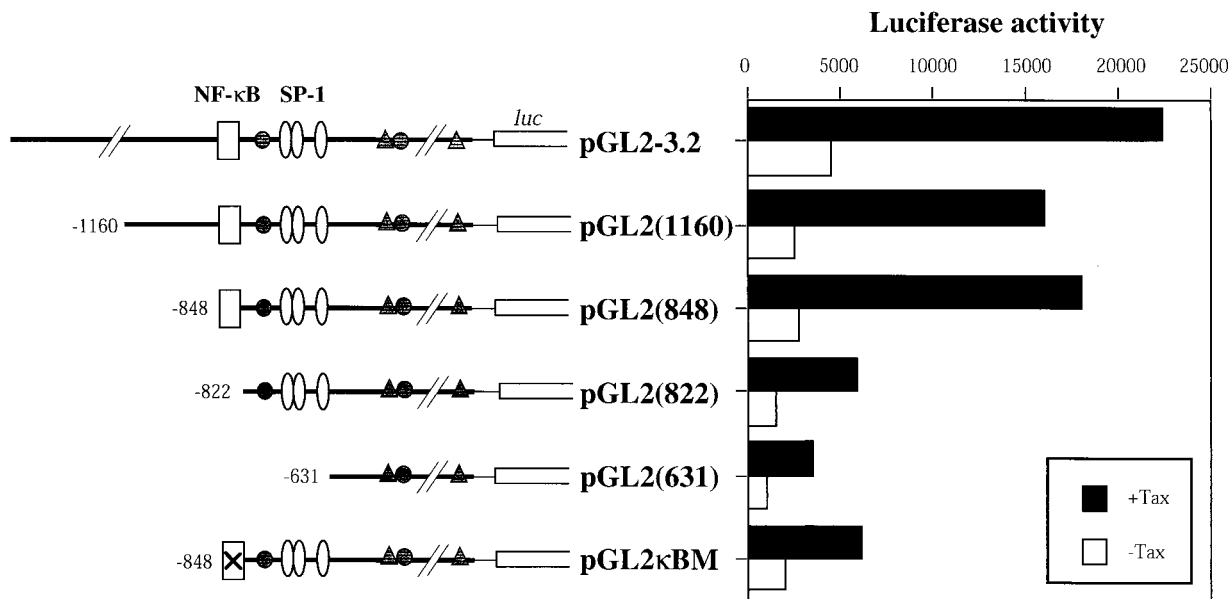 Luciferase activity
0 5000 10000 15000 20000 25000
NF-κB SP-1
luc
pGL2-3.2
-1160 pGL2(1160)
-848 pGL2(848)
-822 pGL2(822)
-631 pGL2(631)
-848 pGL2κBM
+Tax
-Tax